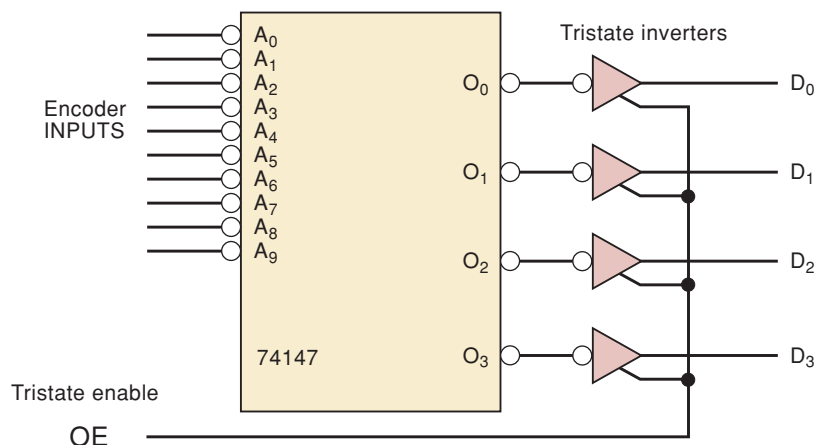 Tristate inverters
A₀
A₁
A₂
A₃
A₄
A₅
A₆
A₇
A₈
A₉
Encoder
INPUTS
O₀
O₁
O₂
O₃
D₀
D₁
D₂
D₃
74147
Tristate enable
OE